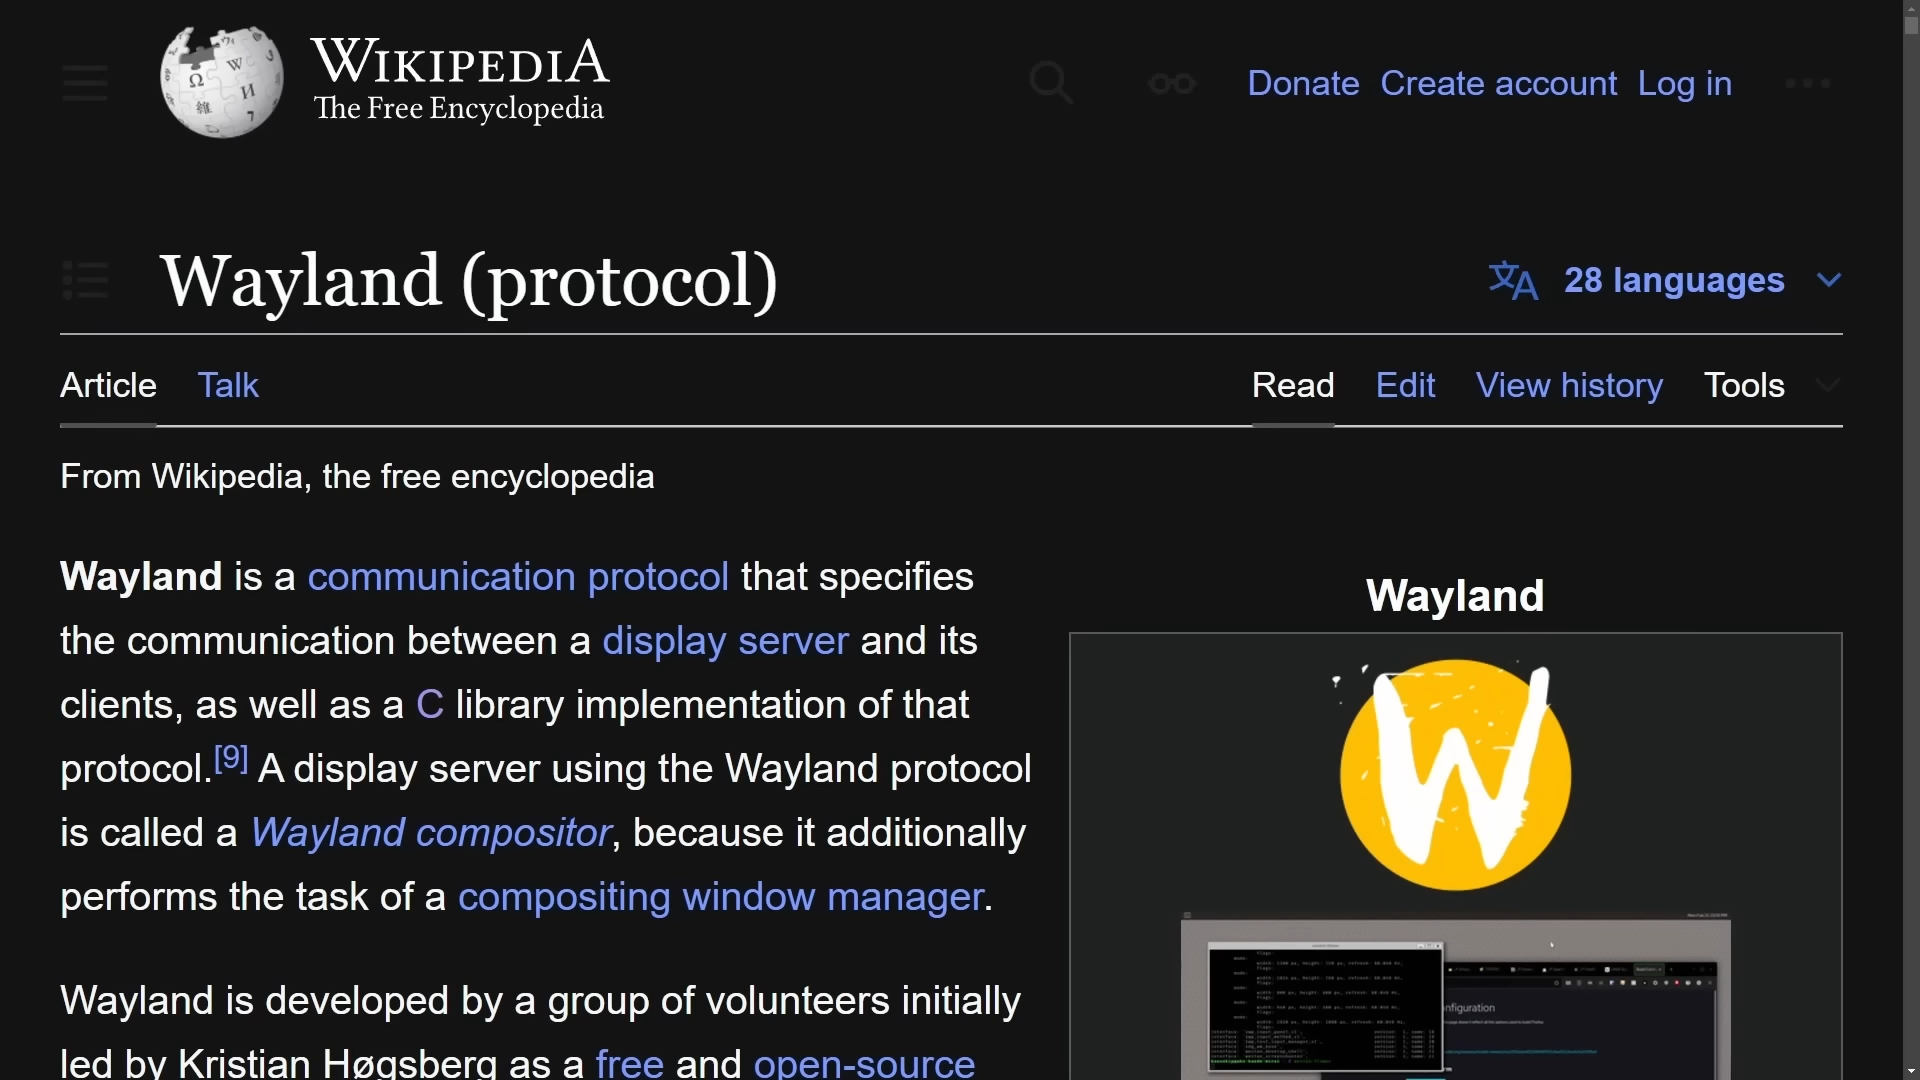 WIKIPEDIA
The Free Encyclopedia
Donate Create account Log in
Wayland (protocol)
28 languages
Article Talk Read Edit View history Tools
From Wikipedia, the free encyclopedia
Wayland is a communication protocol that specifies
the communication between a display server and its
clients, as well as a C library implementation of that
protocol.[9] A display server using the Wayland protocol
is called a Wayland compositor, because it additionally
performs the task of a compositing window manager.
Wayland is developed by a group of volunteers initially
led by Kristian Høgsberg as a free and open-source
Wayland
nfiguration